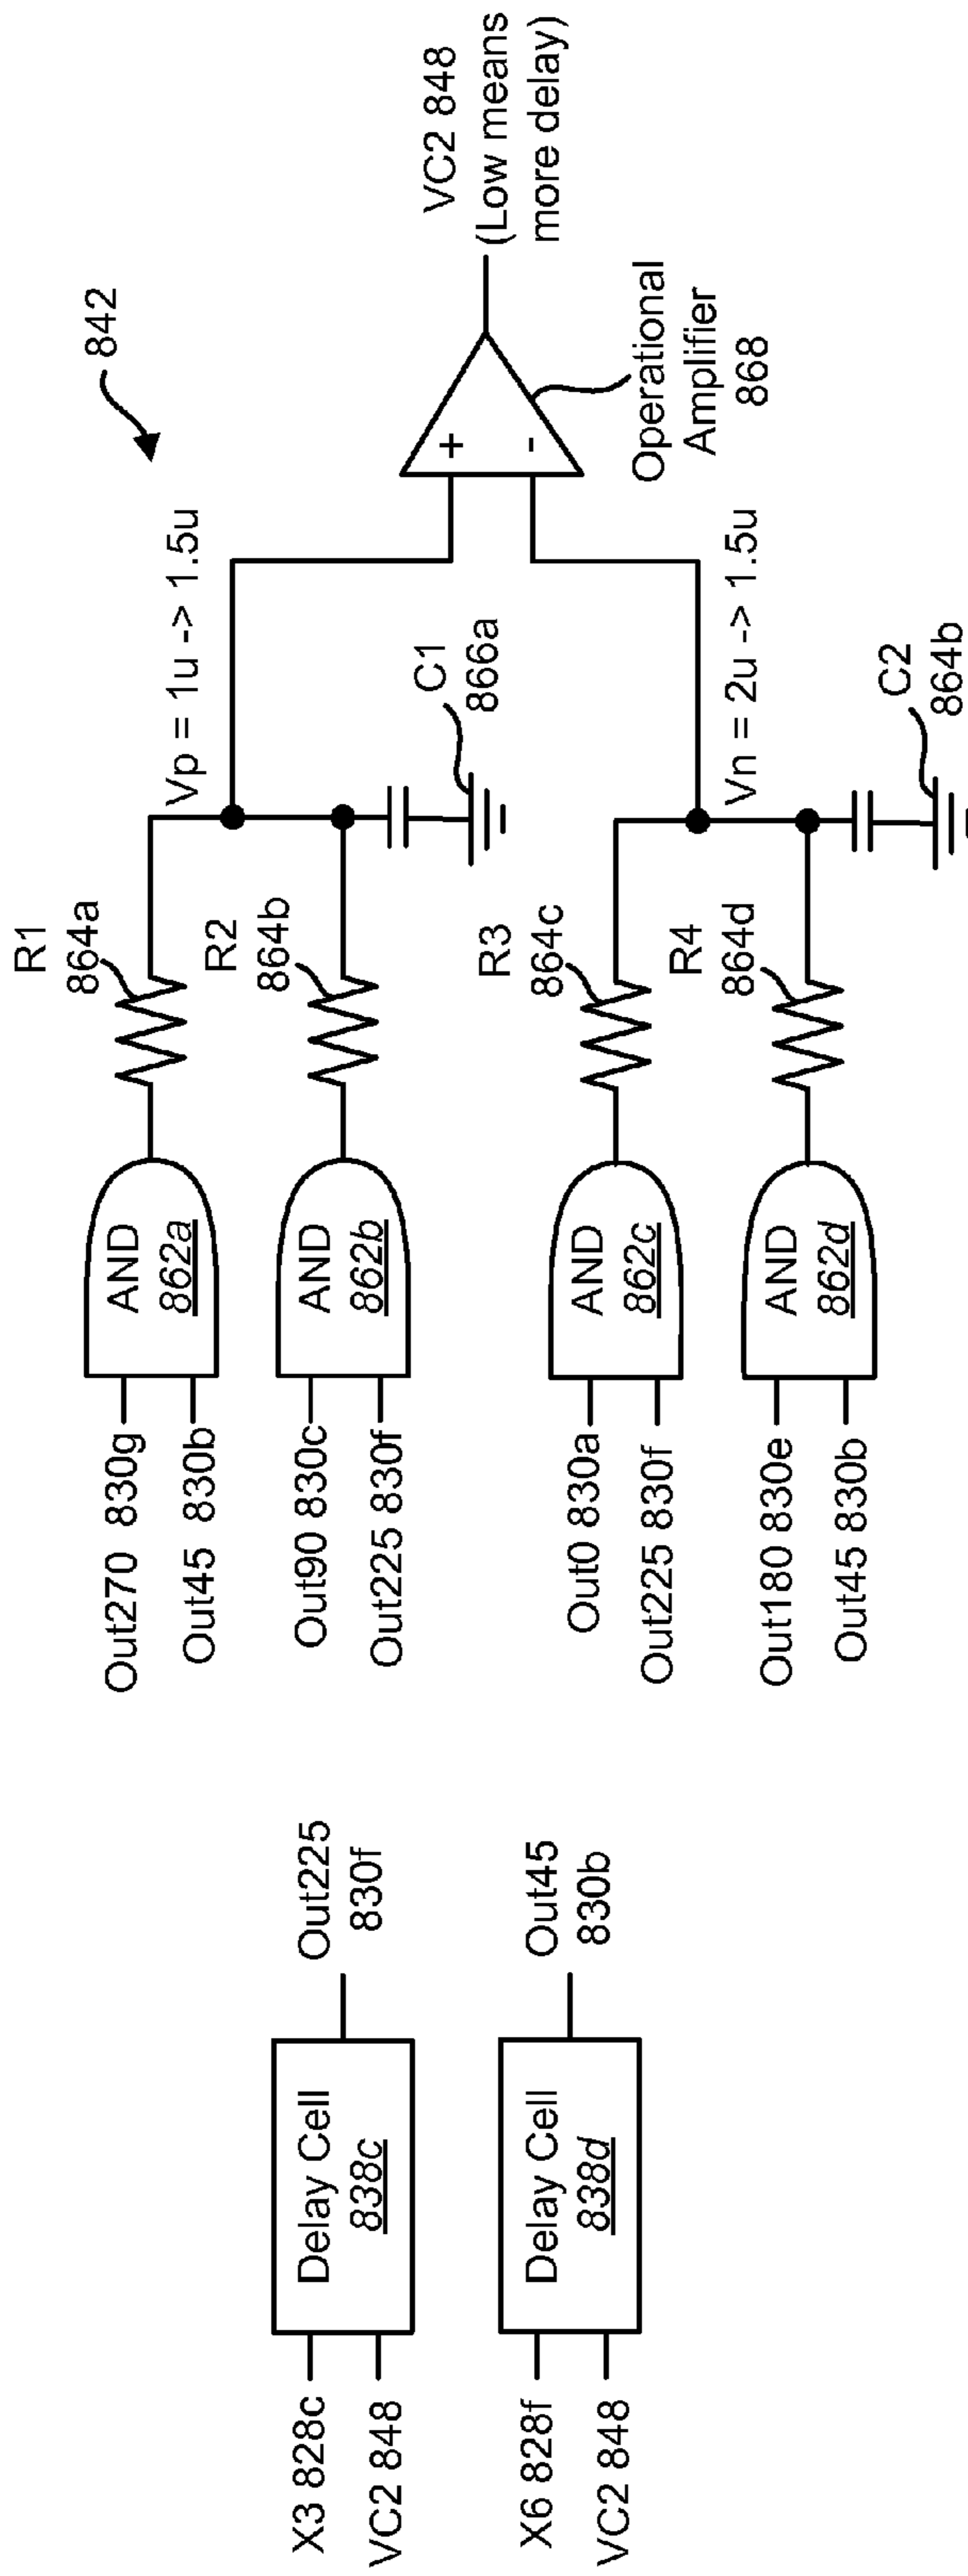 842
R1
864a
Out270 830g
Out45 830b
AND
862a
Vp = 1u -> 1.5u
R2
864b
Out90 830c
Out225 830f
AND
862b
C1
866a
VC2 848
(Low means
more delay)
+
-
Operational
Amplifier
868
R3
864c
Out0 830a
Out225 830f
AND
862c
Vn = 2u -> 1.5u
R4
864d
Out180 830e
Out45 830b
AND
862d
C2
864b
X3 828c
VC2 848
Delay Cell
838c
Out225
830f
X6 828f
VC2 848
Delay Cell
838d
Out45
830b